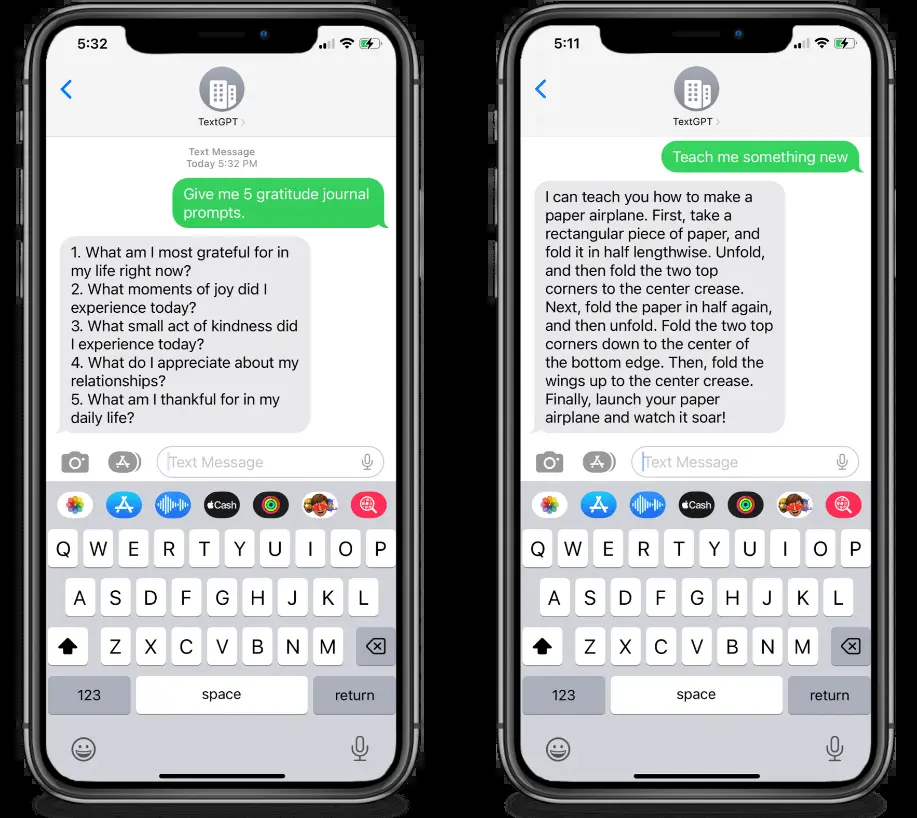 5:32
TextGPT
Text Message
Today 5:32 PM
Give me 5 gratitude journal
prompts.
1. What am I most grateful for in
my life right now?
2. What moments of joy did I
experience today?
3. What small act of kindness did
I experience today?
4. What do I appreciate about my
relationships?
5. What am I thankful for in my
daily life?
Text Message
Cash
Q W E R T Y U I O P
A S D F G H J K L
Z X C V B N M
123 space return
5:11
TextGPT
Teach me something new
I can teach you how to make a
paper airplane. First, take a
rectangular piece of paper, and
fold it in half lengthwise. Unfold,
and then fold the two top
corners to the center crease.
Next, fold the paper in half again,
and then unfold. Fold the two top
corners down to the center of
the bottom edge. Then, fold the
wings up to the center crease.
Finally, launch your paper
airplane and watch it soar!
Text Message
Cash
Q W E R T Y U I O P
A S D F G H J K L
Z X C V B N M
123 space return